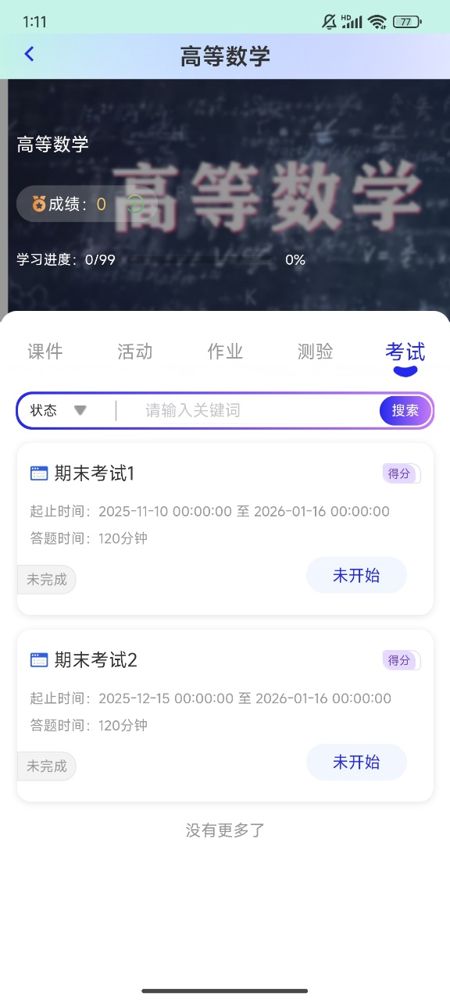 1:11
HD
77
高等数学
高等数学
高等数学
成绩：0
学习进度：0/99 0%
课件 活动 作业 测验 考试
状态 请输入关键词 搜索
期末考试1 得分
起止时间：2025-11-10 00:00:00 至 2026-01-16 00:00:00
答题时间：120分钟
未完成 未开始
期末考试2 得分
起止时间：2025-12-15 00:00:00 至 2026-01-16 00:00:00
答题时间：120分钟
未完成 未开始
没有更多了